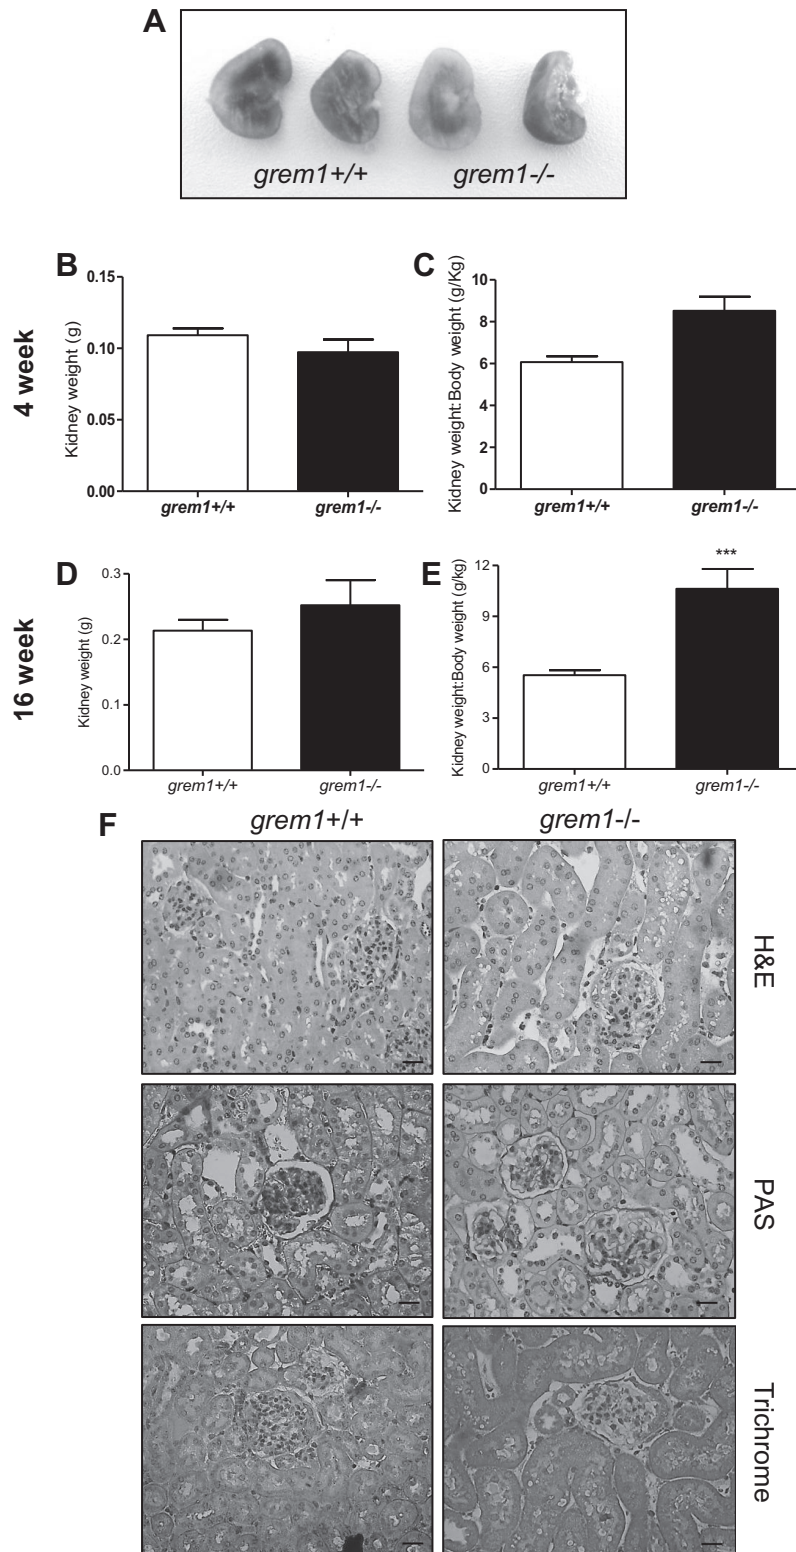 A
grem1+/+ grem1-/-
4 week
B
Kidney weight (g)
0.15
0.10
0.05
0.00
grem1+/+ grem1-/-
C
Kidney weight:Body weight (g/Kg)
10
8
6
4
2
0
grem1+/+ grem1-/-
16 week
D
Kidney weight (g)
0.3
0.2
0.1
0.0
grem1+/+ grem1-/-
E
Kidney weight:Body weight (g/kg)
12
9
6
3
0
***
grem1+/+ grem1-/-
F
grem1+/+ grem1-/-
H&E
PAS
Trichrome